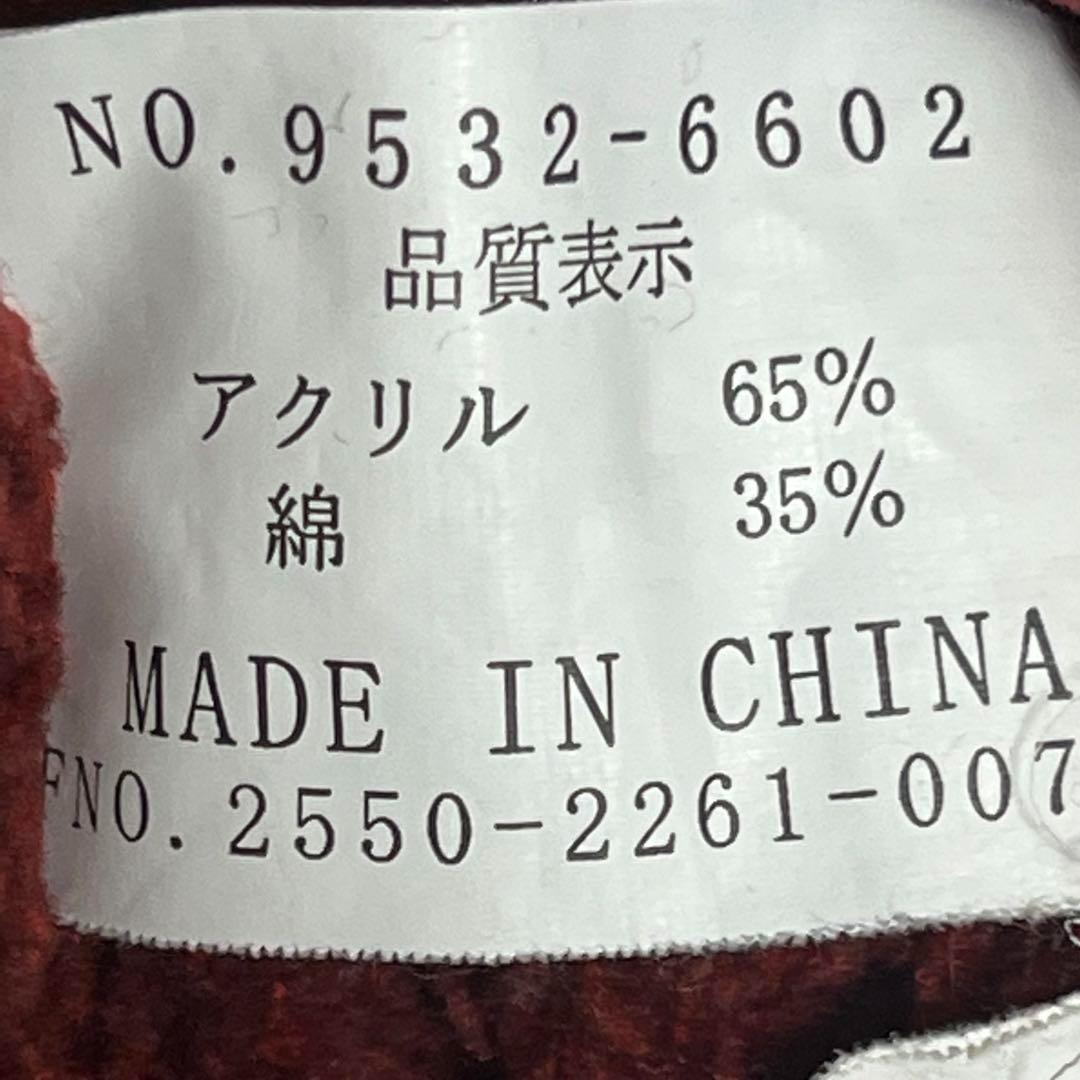 NO.9532-6602
品質表示
アクリル 65%
綿 35%
MADE IN CHINA
FNO.2550-2261-007